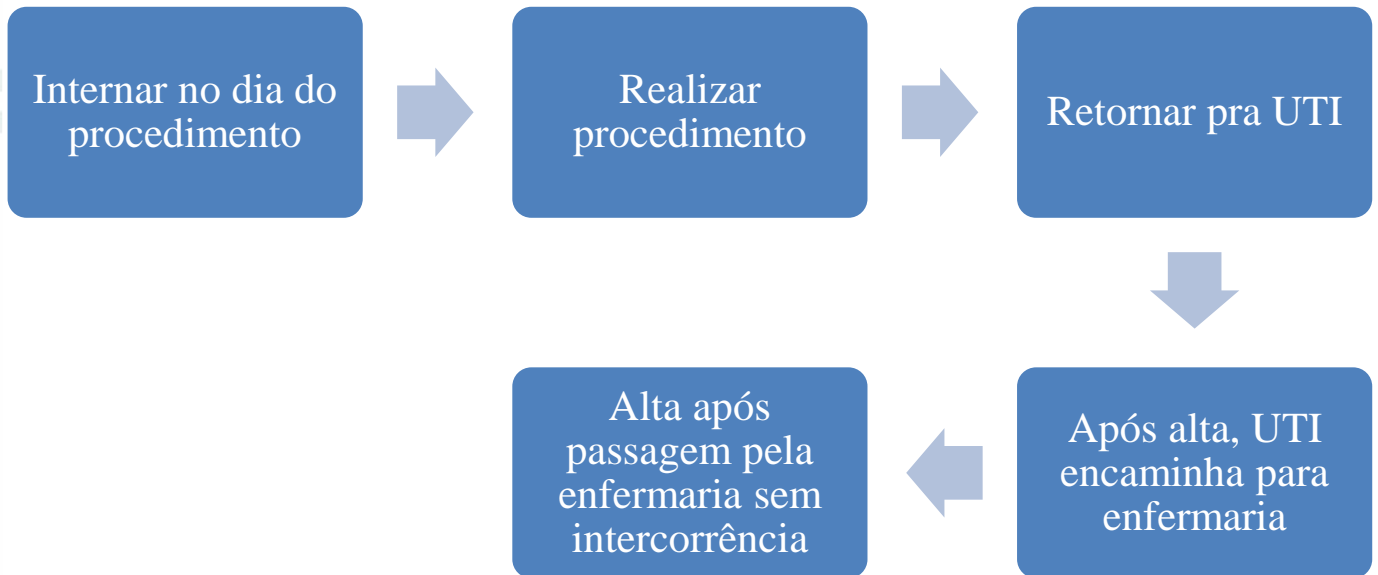 Internar no dia do
procedimento
Realizar
procedimento
Retornar pra UTI
Após alta, UTI
encaminha para
enfermaria
Alta após
passagem pela
enfermaria sem
intercorrência